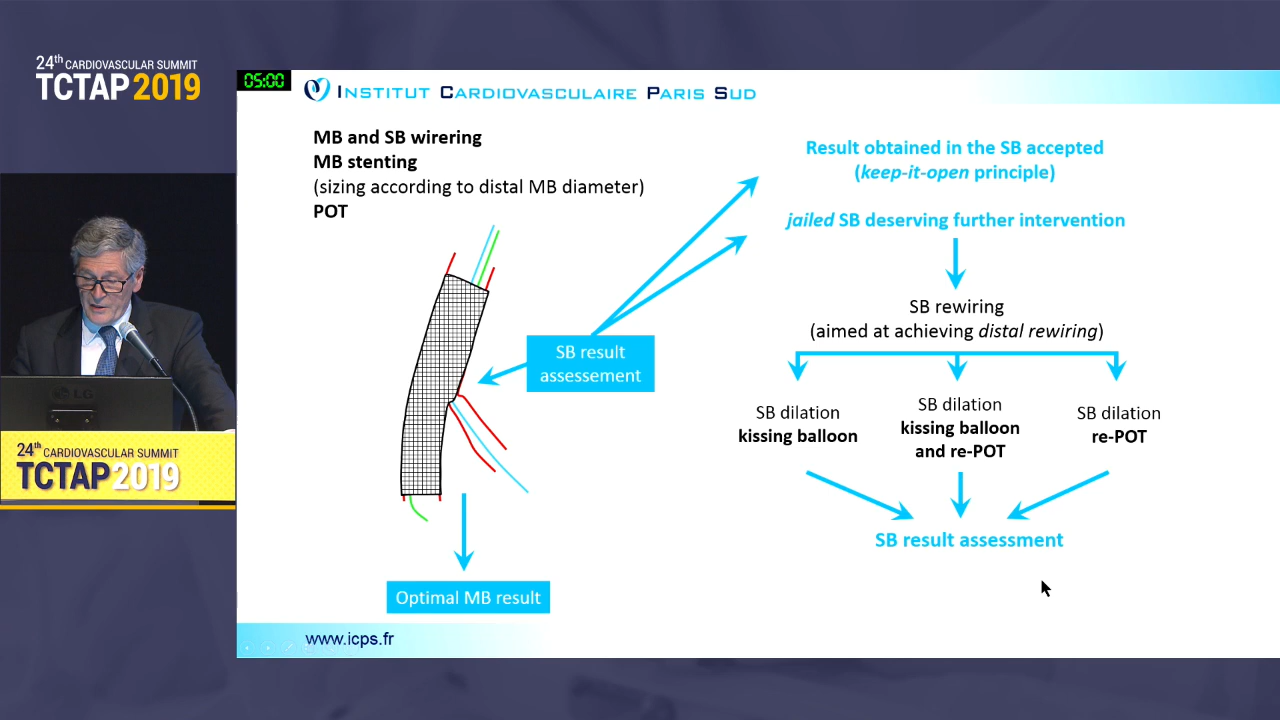 24th CARDIOVASCULAR SUMMIT
TCTAP 2019
05:00
INSTITUT CARDIOVASCULAIRE PARIS SUD
MB and SB wirering
MB stenting
(sizing according to distal MB diameter)
POT
SB result
assessement
Optimal MB result
Result obtained in the SB accepted
(keep-it-open principle)
jailed SB deserving further intervention
SB rewiring
(aimed at achieving distal rewiring)
SB dilation
kissing balloon
SB dilation
kissing balloon
and re-POT
SB dilation
re-POT
SB result assessment
www.icps.fr
LG
24th CARDIOVASCULAR SUMMIT
TCTAP 2019